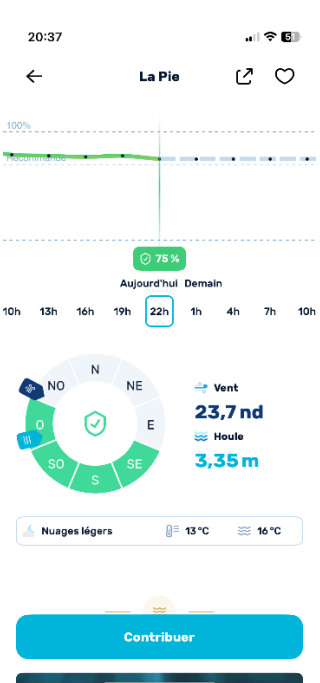 20:37
5
La Pie
100%
Recommandé
75 %
Aujourd'hui Demain
10h 13h 16h 19h 22h 1h 4h 7h 10h
N
NO NE
O E
SO SE
S
Vent
23,7 nd
Houle
3,35 m
Nuages légers 13 °C 16 °C
Contribuer